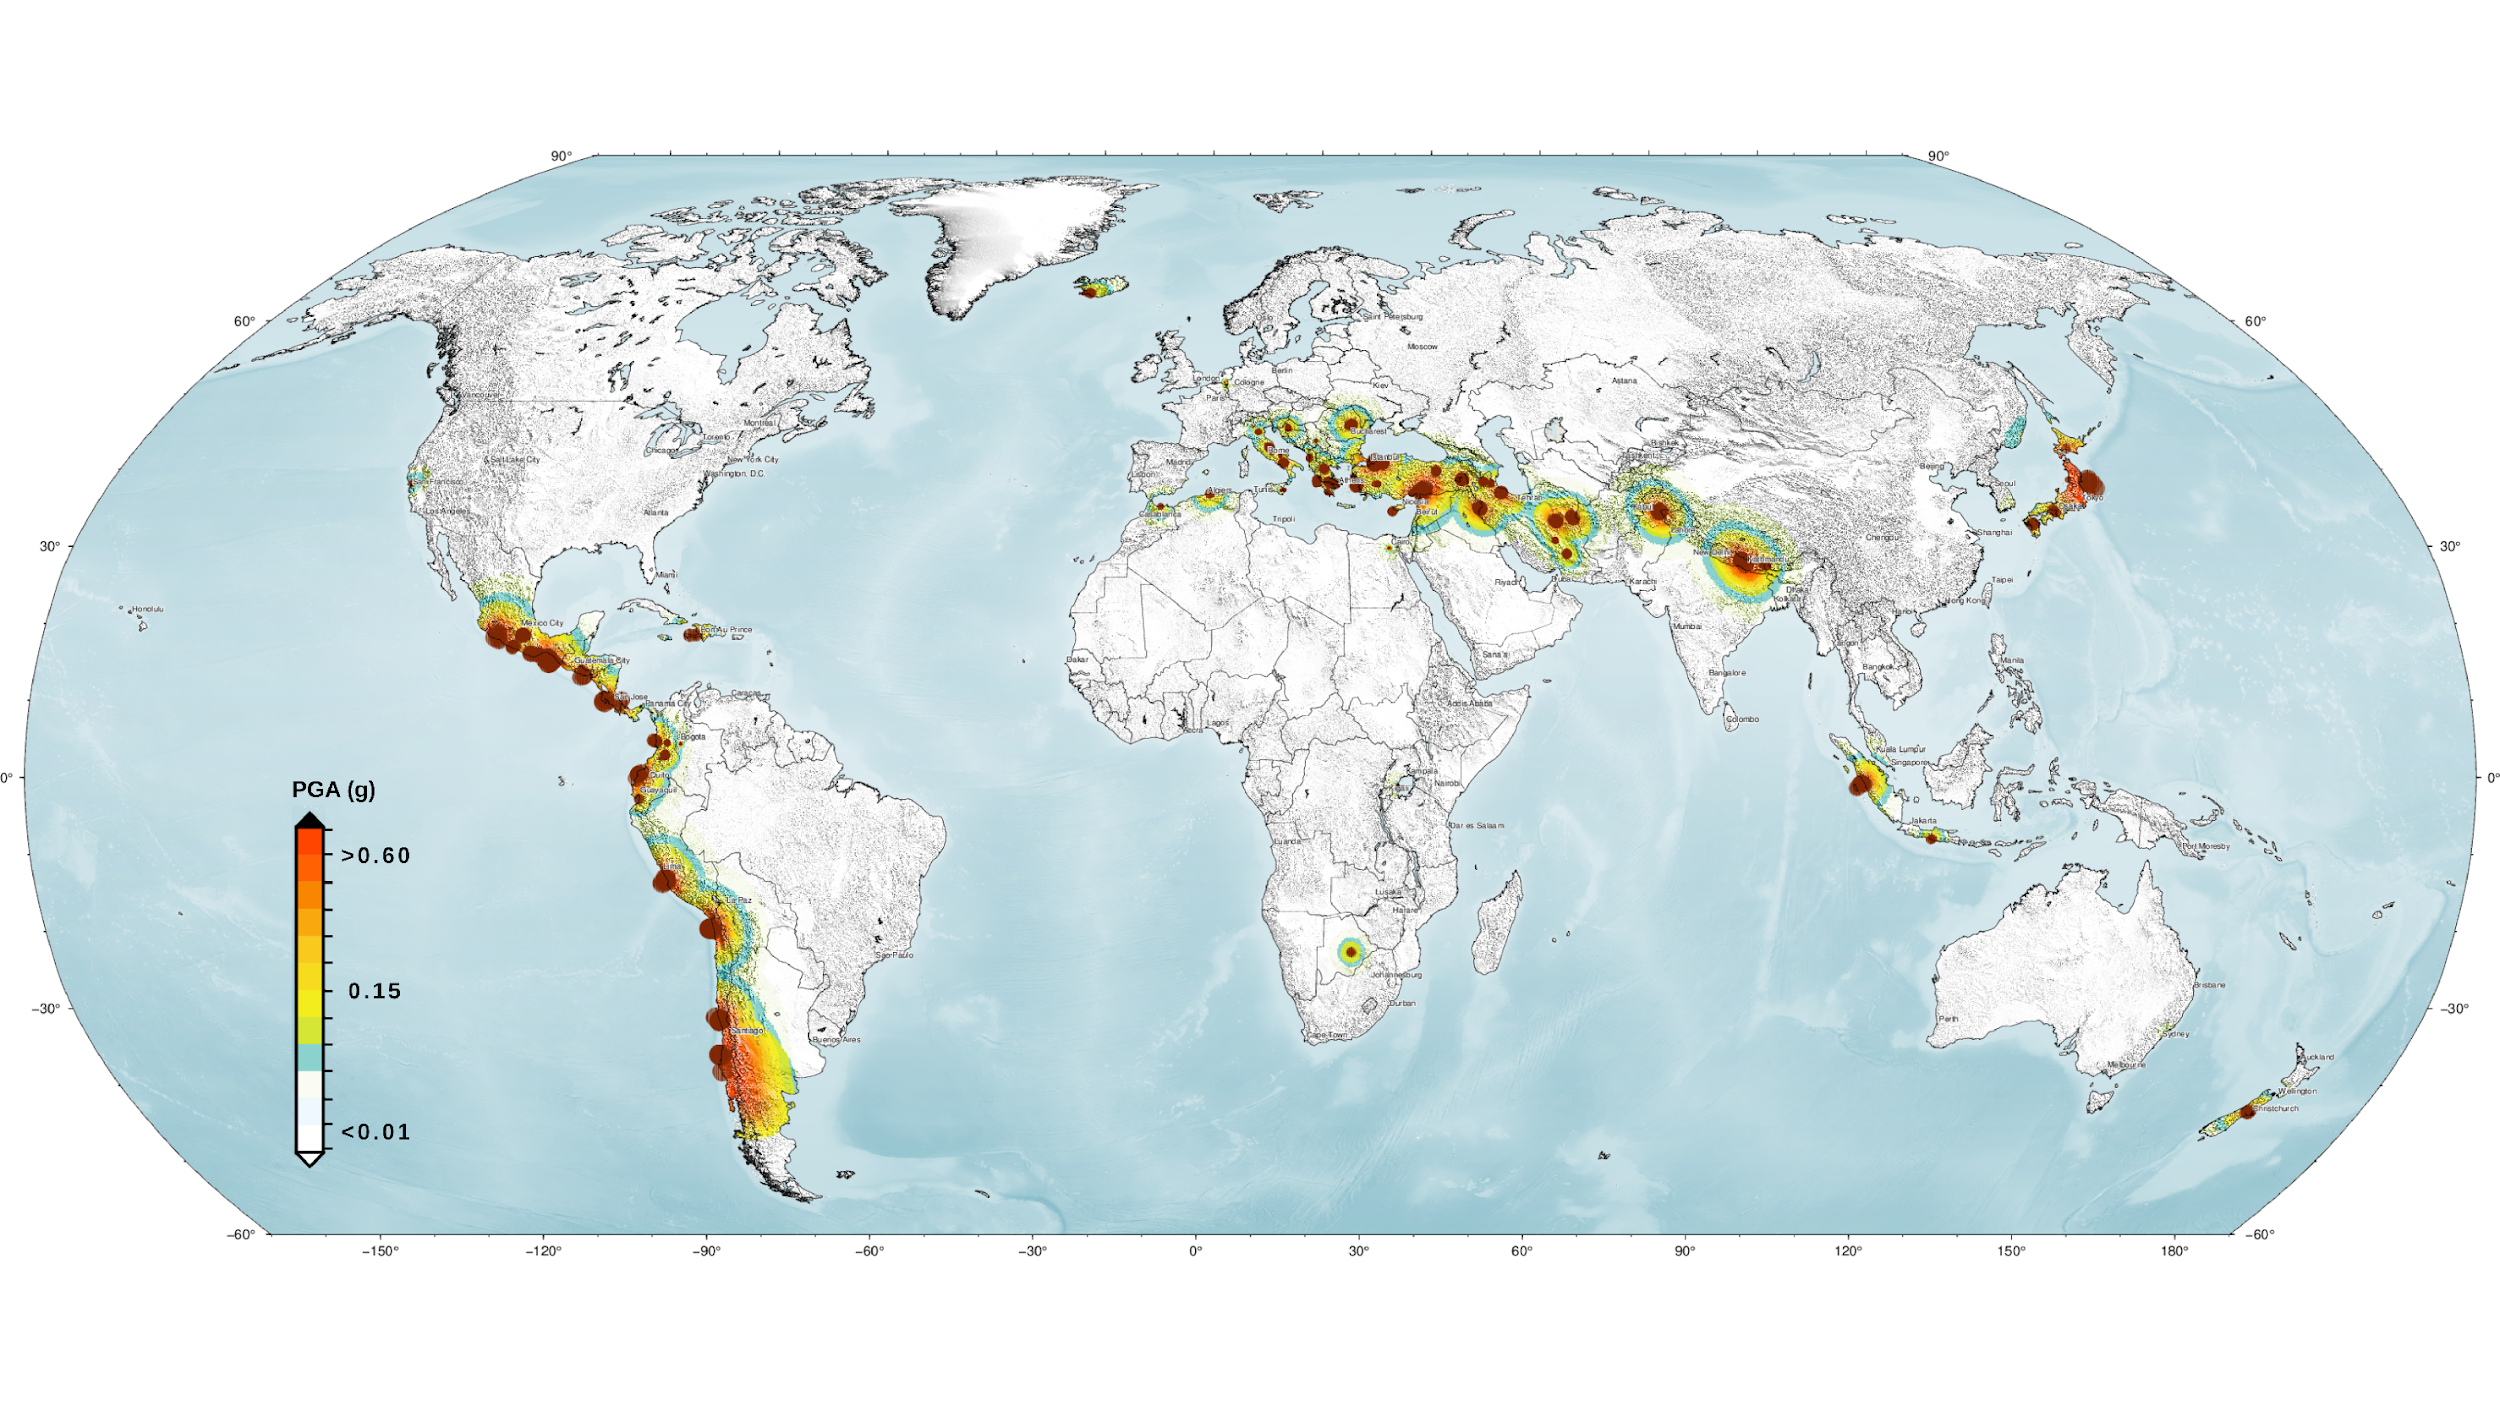 90°
90°
60°
60°
Oslo
Saint Petersburg
Moscow
London
Cologne
Berlin
Paris
Kiev
Astana
Vancouver
Montreal
Toronto
Chicago
New York City
Washington, D.C.
Salt Lake City
San Francisco
Los Angeles
Atlanta
Bucharest
Rome
Madrid
Lisbon
Istanbul
Athens
Algiers
Tunis
Casablanca
Tripoli
Beirut
Cairo
Tehran
Bishkek
Tashkent
Kabul
Lahore
Beijing
Seoul
Tokyo
Osaka
Shanghai
Chengdu
30°
30°
New Delhi
Kathmandu
Miami
Honolulu
Riyadh
Dubai
Karachi
Dhaka
Kolkata
Taipei
Hong Kong
Hanoi
Mexico City
Port Au Prince
Mumbai
Yangon
Sana'a
Guatemala City
Dakar
Manila
Bangkok
Bangalore
San Jose
Caracas
Panama City
Addis Ababa
Colombo
Lagos
Accra
Bogota
Kuala Lumpur
Singapore
0°
0°
Quito
Guayaquil
Kampala
Nairobi
Kigali
PGA (g)
>0.60
0.15
<0.01
Jakarta
Dar es Salaam
Luanda
Port Moresby
Lima
Lusaka
La Paz
Harare
Sao Paulo
Johannesburg
Brisbane
Durban
−30°
−30°
Perth
Santiago
Buenos Aires
Cape Town
Sydney
Auckland
Melbourne
Wellington
Christchurch
−60°
−60°
−150°
−120°
−90°
−60°
−30°
0°
30°
60°
90°
120°
150°
180°